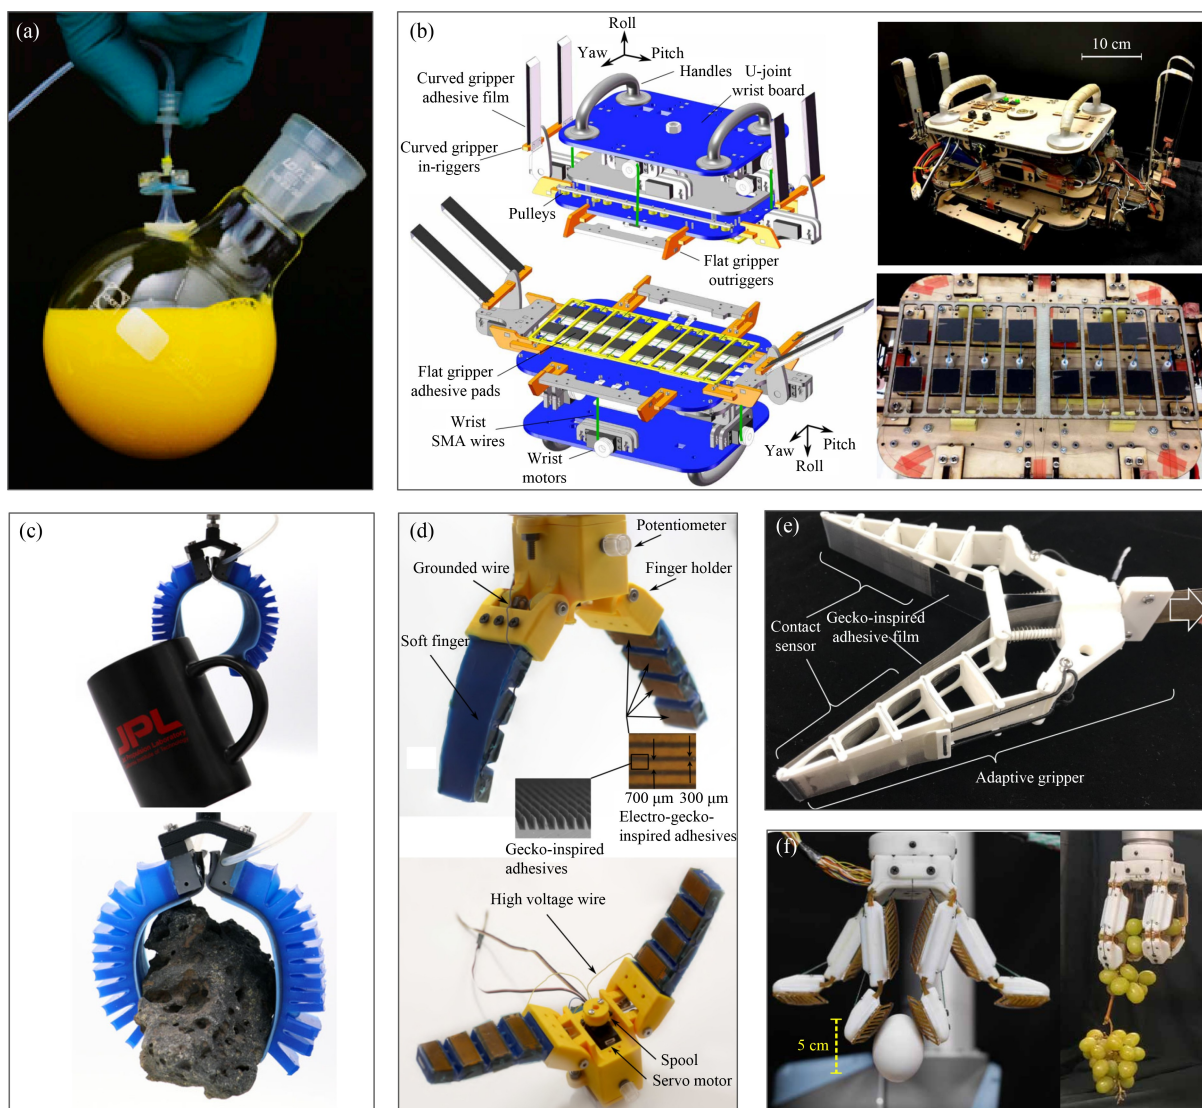 (a)
(b)
Roll
Yaw
Pitch
Curved gripper
adhesive film
Handles
U-joint
wrist board
Curved gripper
in-riggers
Pulleys
Flat gripper
outriggers
Flat gripper
adhesive pads
Wrist
SMA wires
Wrist
motors
Yaw
Pitch
Roll
10 cm
(c)
JPL
(d)
Potentiometer
Grounded wire
Finger holder
Soft finger
700 μm
300 μm
Electro-gecko-
inspired adhesives
Gecko-inspired
adhesives
High voltage wire
Spool
Servo motor
(e)
Contact
sensor
Gecko-inspired
adhesive film
Adaptive gripper
(f)
5 cm